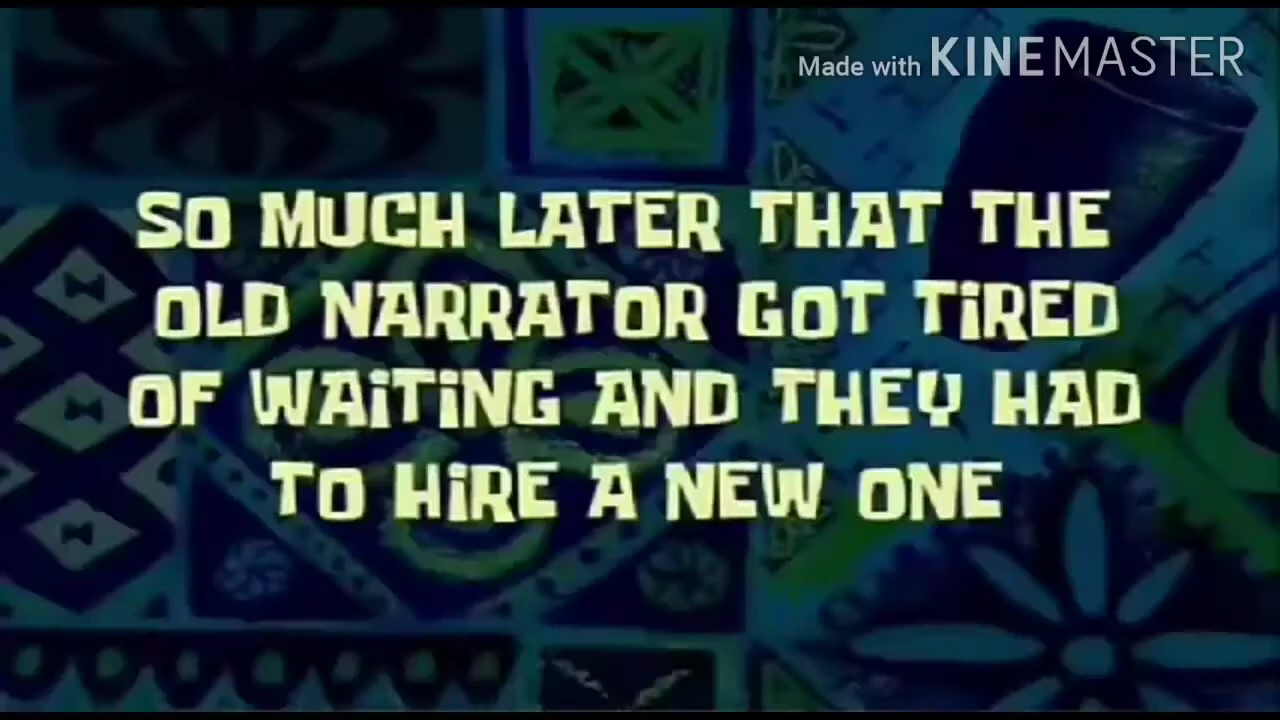 Made with KINEMASTER
SO MUCH LATER THAT THE
OLD NARRATOR GOT TiRED
OF WAiTiNG AND THEY HAD
TO HiRE A NEW ONE